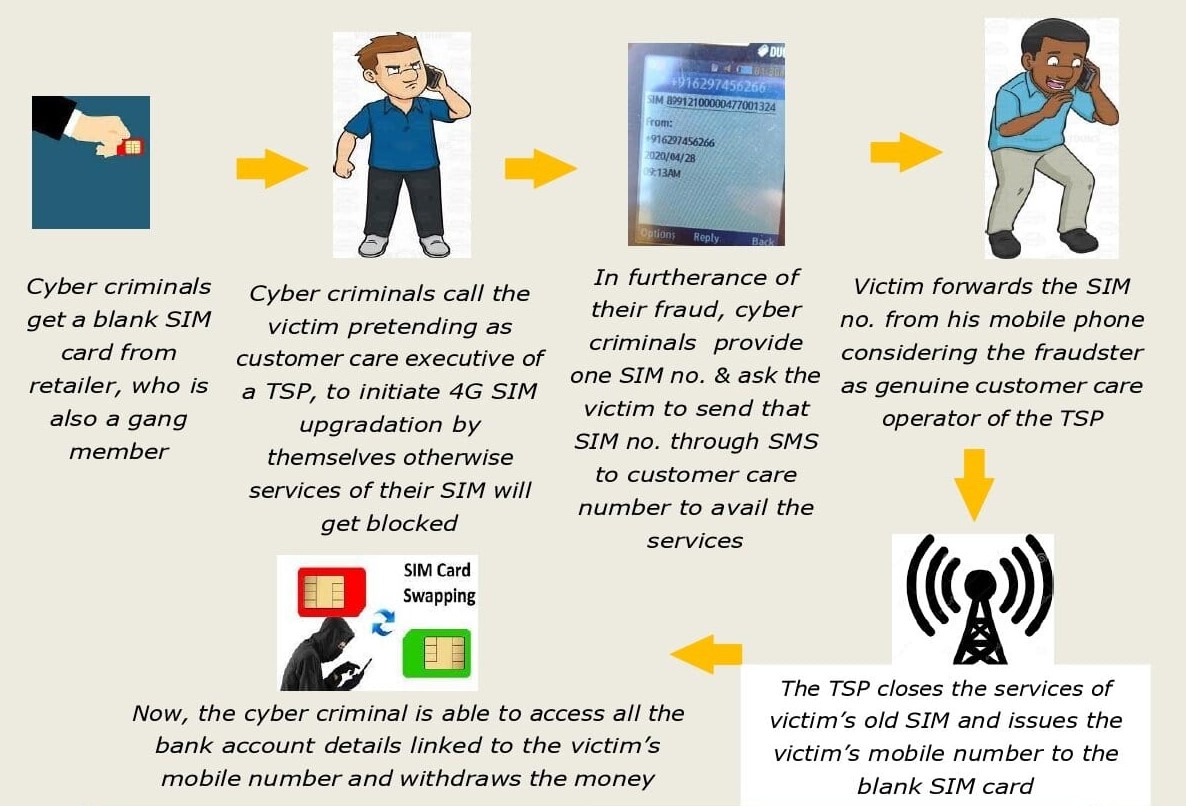 Cyber criminals
get a blank SIM
card from
retailer, who is
also a gang
member
Cyber criminals call the
victim pretending as
customer care executive of
a TSP, to initiate 4G SIM
upgradation by
themselves otherwise
services of their SIM will
get blocked
+916297456266
SIM 89912100000477001324
From:
+916297456266
2020/04/28
09:13AM
Options Reply Back
In furtherance of
their fraud, cyber
criminals provide
one SIM no. & ask the
victim to send that
SIM no. through SMS
to customer care
number to avail the
services
Victim forwards the SIM
no. from his mobile phone
considering the fraudster
as genuine customer care
operator of the TSP
The TSP closes the services of
victim's old SIM and issues the
victim's mobile number to the
blank SIM card
SIM Card
Swapping
Now, the cyber criminal is able to access all the
bank account details linked to the victim's
mobile number and withdraws the money